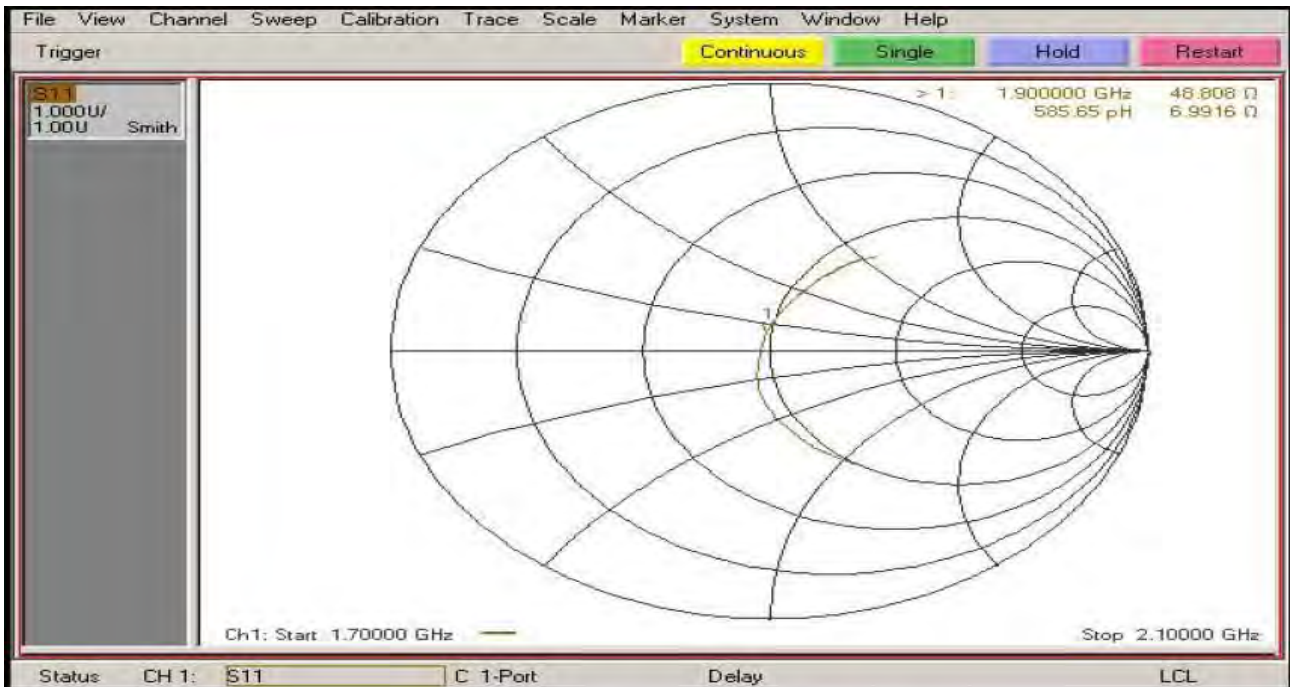 File View Channel Sweep Calibration Trace Scale Marker System Window Help
Trigger Continuous Single Hold Restart
S11
1.000U/
1.00U Smith
> 1: 1.900000 GHz 48.808 Ω
585.65 pH 6.9916 Ω
1
Ch1: Start 1.70000 GHz Stop 2.10000 GHz
Status CH 1: S11 C 1-Port Delay LCL